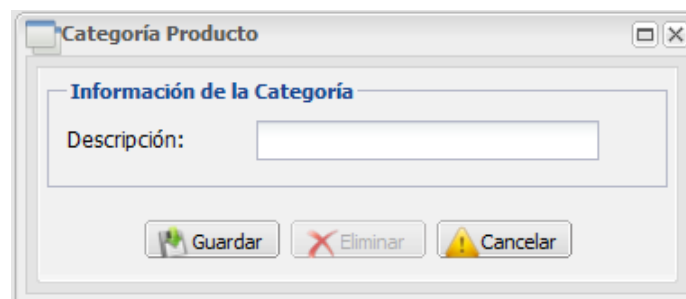 Categoría Producto
Información de la Categoría
Descripción:
Guardar Eliminar Cancelar